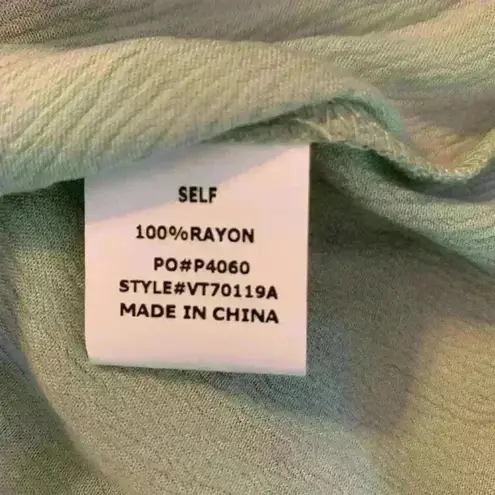 SELF
100%RAYON
PO#P4060
STYLE#VT70119A
MADE IN CHINA